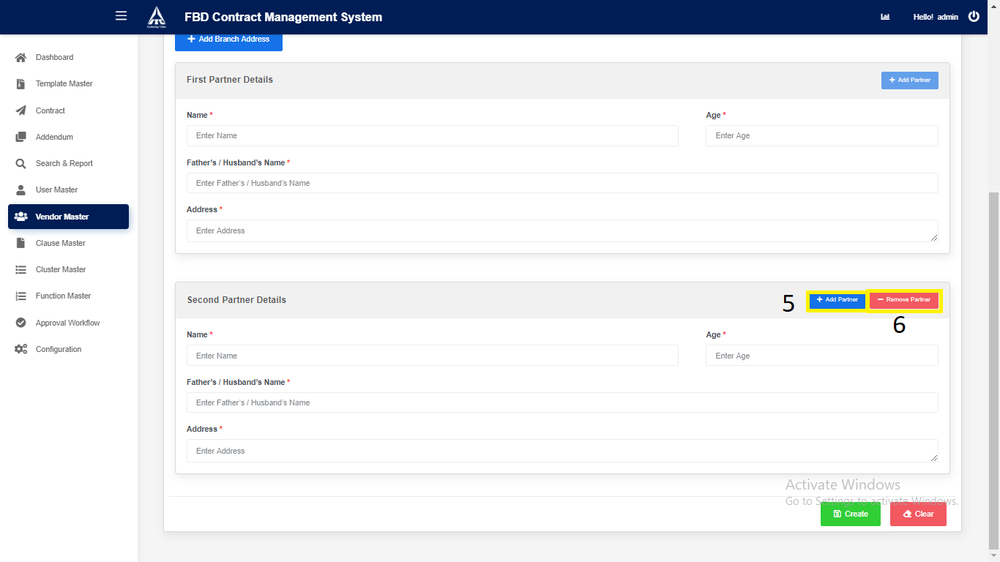 FBD Contract Management System
Hello! admin
Dashboard
Template Master
Contract
Addendum
Search & Report
User Master
Vendor Master
Clause Master
Cluster Master
Function Master
Approval Workflow
Configuration
+ Add Branch Address
First Partner Details
+ Add Partner
Name * Age *
Enter Name Enter Age
Father's / Husband's Name *
Enter Father's / Husband's Name
Address *
Enter Address
Second Partner Details
5 + Add Partner − Remove Partner
6
Name * Age *
Enter Name Enter Age
Father's / Husband's Name *
Enter Father's / Husband's Name
Address *
Enter Address
Activate Windows
Go to Settings to activate Windows.
Create Clear